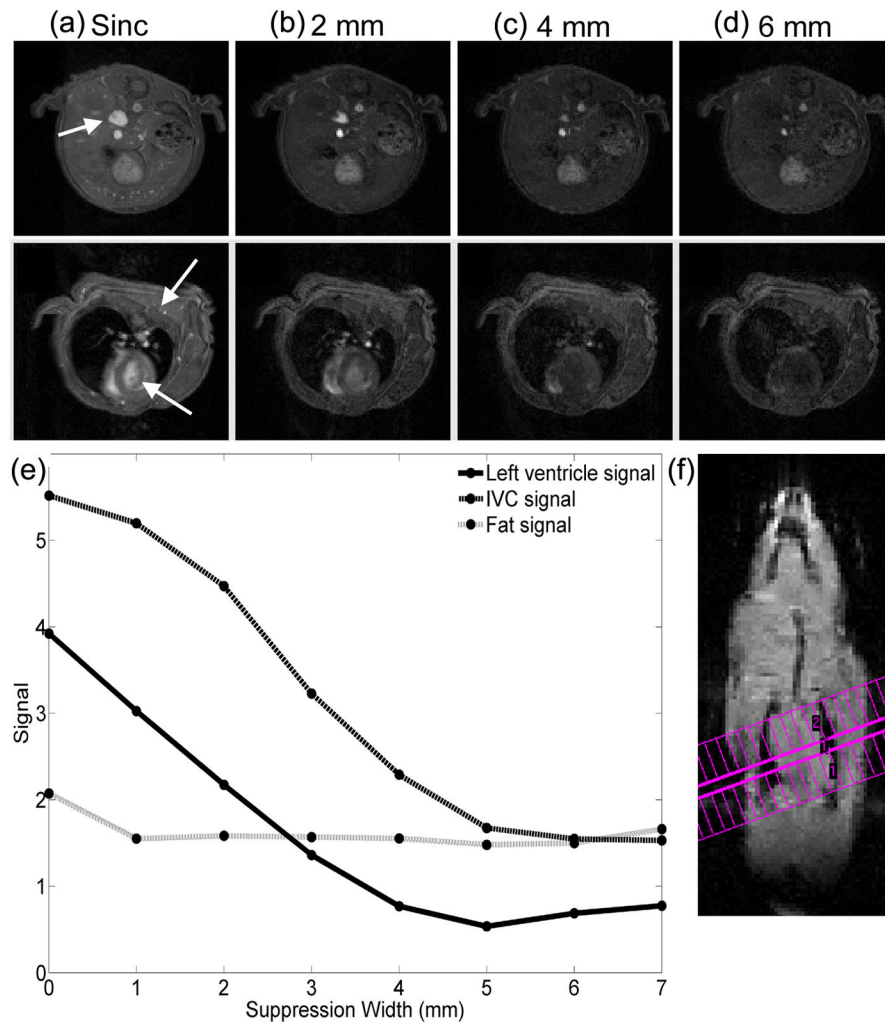 (a) Sinc (b) 2 mm (c) 4 mm (d) 6 mm
(e)
Left ventricle signal
IVC signal
Fat signal
(f)
5
4
3
2
1
0
Signal
0 1 2 3 4 5 6 7
Suppression Width (mm)
2
1